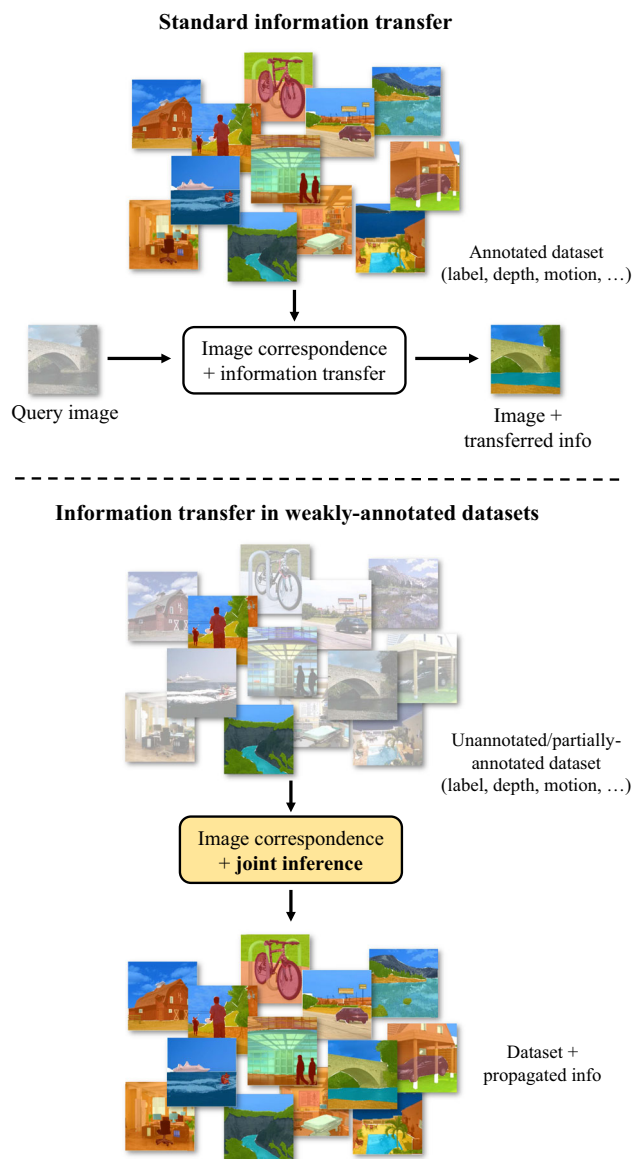 Standard information transfer
Annotated dataset
(label, depth, motion, …)
Image correspondence
+ information transfer
Query image
Image +
transferred info
Information transfer in weakly-annotated datasets
Unannotated/partially-
annotated dataset
(label, depth, motion, …)
Image correspondence
+ joint inference
Dataset +
propagated info